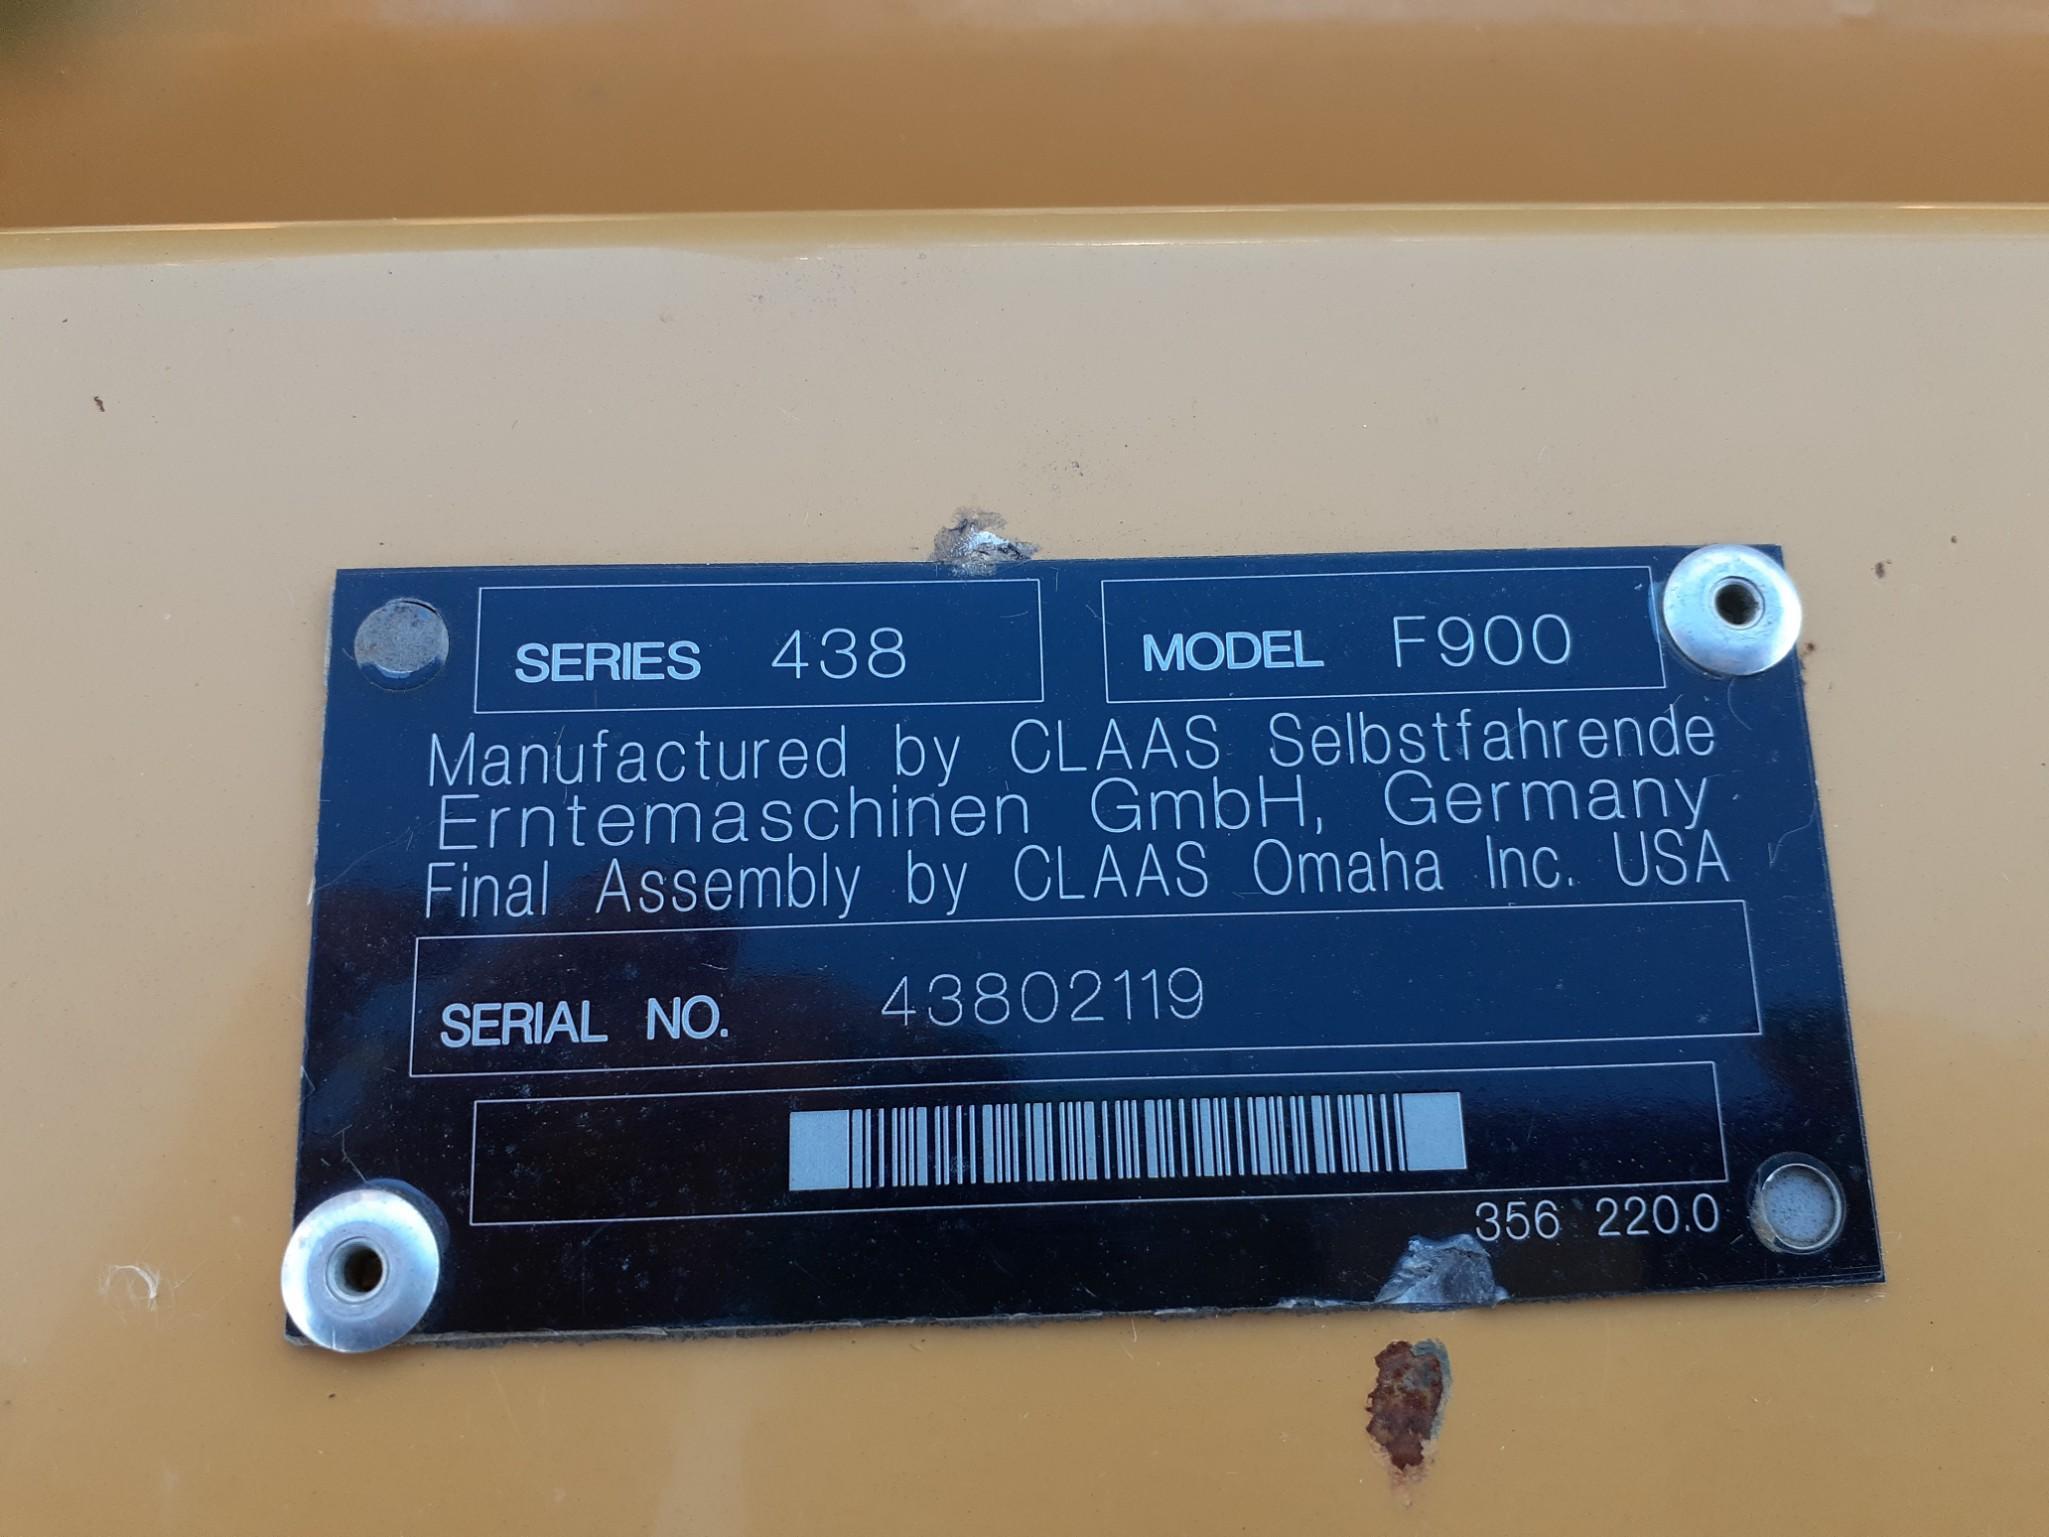 SERIES 438
MODEL F900
Manufactured by CLAAS Selbstfahrende
Erntemaschinen GmbH, Germany
Final Assembly by CLAAS Omaha Inc. USA
SERIAL NO. 43802119
356 220.0